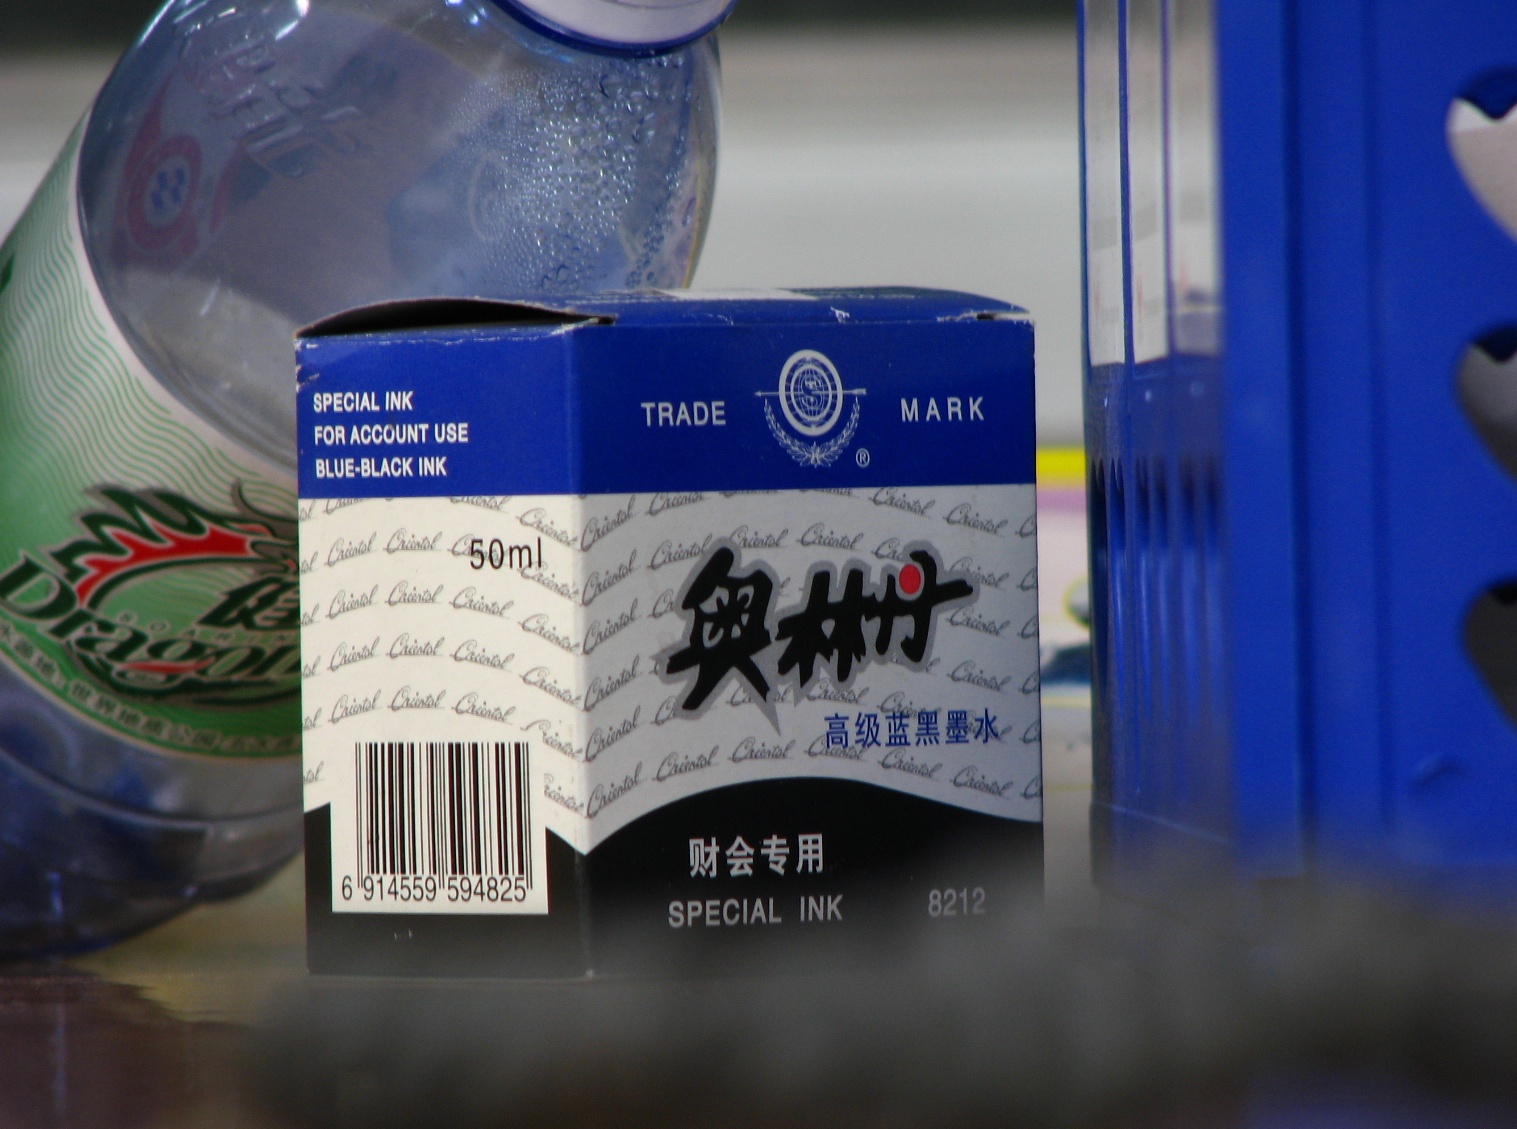 SPECIAL INK
FOR ACCOUNT USE
BLUE-BLACK INK
50ml
6 914559 594825
TRADE MARK
®
Oriental
奥林丹
高级蓝黑墨水
财会专用
SPECIAL INK 8212
Dragon